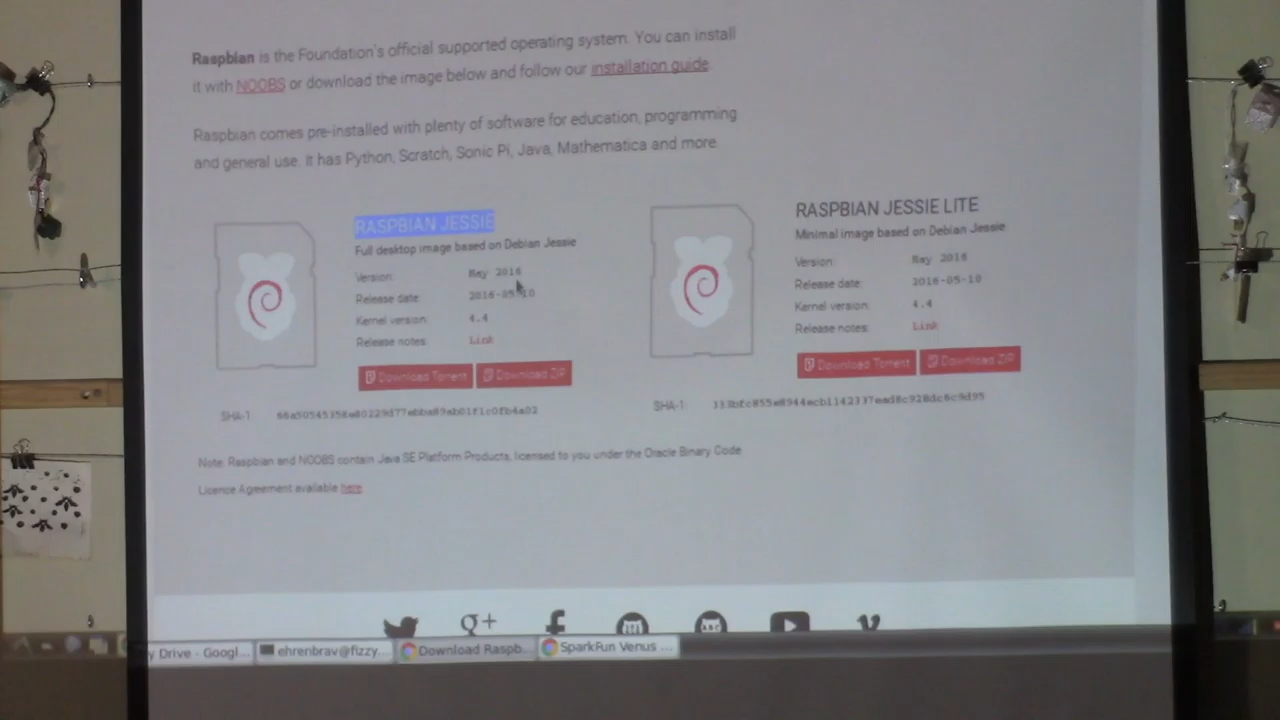 Raspbian is the Foundation's official supported operating system. You can install
it with NOOBS or download the image below and follow our installation guide.
Raspbian comes pre-installed with plenty of software for education, programming
and general use. It has Python, Scratch, Sonic Pi, Java, Mathematica and more.
RASPBIAN JESSIE
Full desktop image based on Debian Jessie
Version: May 2016
Release date: 2016-05-10
Kernel version: 4.4
Release notes: Link
Download Torrent Download ZIP
SHA-1:
RASPBIAN JESSIE LITE
Minimal image based on Debian Jessie
Version: May 2016
Release date: 2016-05-10
Kernel version: 4.4
Release notes: Link
Download Torrent Download ZIP
SHA-1:
Note: Raspbian and NOOBS contain Java SE Platform Products, licensed to you under the Oracle Binary Code
License Agreement available here
g+ f
y Drive - Googl... ehrenbrav@fizzy... Download Raspb... SparkFun Venus ...